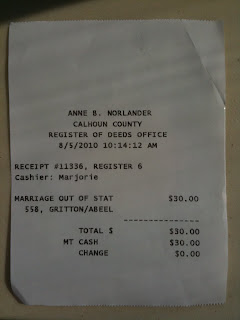 ANNE B. NORLANDER
CALHOUN COUNTY
REGISTER OF DEEDS OFFICE
8/5/2010 10:14:12 AM
RECEIPT #11336, REGISTER 6
Cashier: Marjorie
MARRIAGE OUT OF STAT $30.00
558, GRITTON/ABEEL
----------------
TOTAL $ $30.00
MT CASH $30.00
CHANGE $0.00